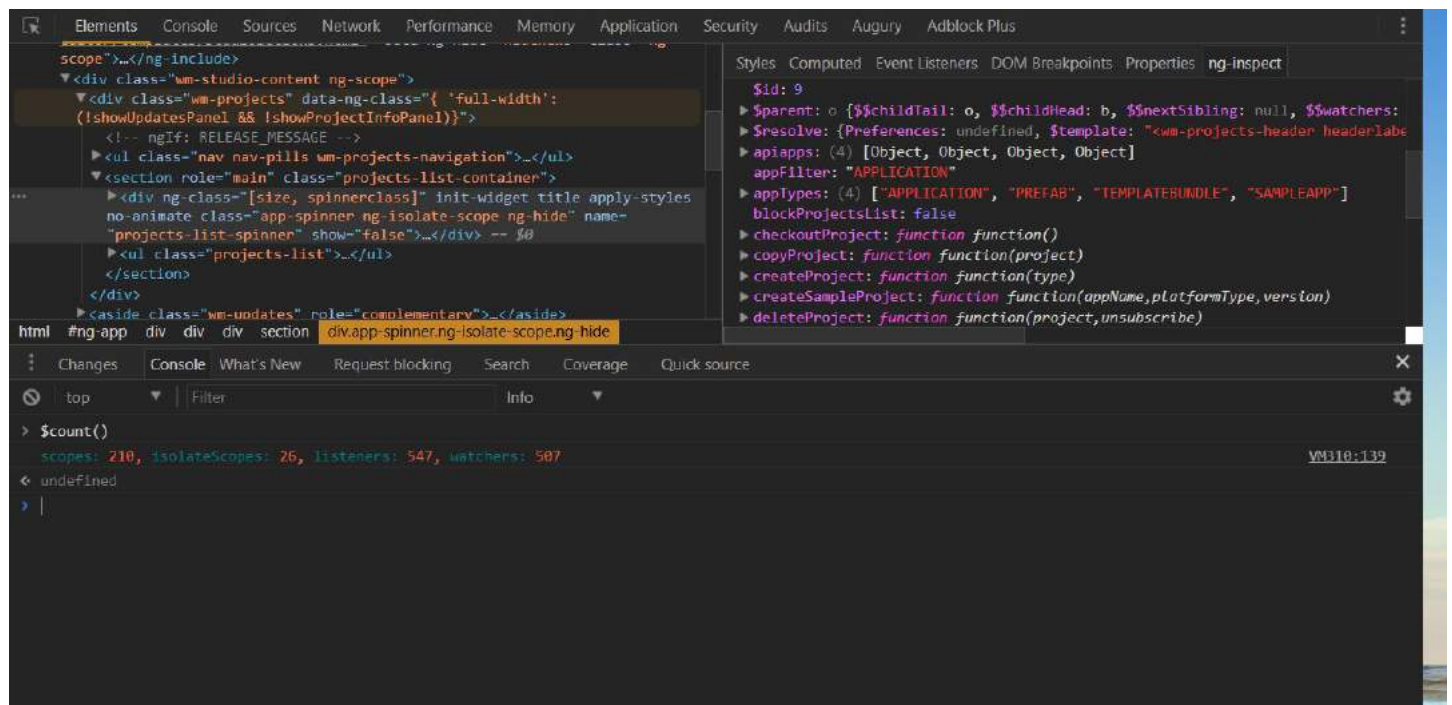 Elements Console Sources Network Performance Memory Application Security Audits Augury Adblock Plus
scope">…</ng-include>
▼<div class="wm-studio-content ng-scope">
▼<div class="wm-projects" data-ng-class="{ 'full-width':
(!showUpdatesPanel && !showProjectInfoPanel)}">
<!-- ngIf: RELEASE_MESSAGE -->
▶<ul class="nav nav-pills wm-projects-navigation">…</ul>
▼<section role="main" class="projects-list-container">
… ▶<div ng-class="[size, spinnerclass]" init-widget title apply-styles
no-animate class="app-spinner ng-isolate-scope ng-hide" name=
"projects-list-spinner" show="false">…</div> == $0
▶<ul class="projects-list">…</ul>
</section>
</div>
▶<aside class="wm-updates" role="complementary">…</aside>
html #ng-app div div div section div.app-spinner.ng-isolate-scope.ng-hide
Styles Computed Event Listeners DOM Breakpoints Properties ng-inspect
$id: 9
▶$parent: o {$$childTail: o, $$childHead: b, $$nextSibling: null, $$watchers:
▶$resolve: {Preferences: undefined, $template: "<wm-projects-header headerlabe
▶apiapps: (4) [Object, Object, Object, Object]
appFilter: "APPLICATION"
▶appTypes: (4) ["APPLICATION", "PREFAB", "TEMPLATEBUNDLE", "SAMPLEAPP"]
blockProjectsList: false
▶checkoutProject: function function()
▶copyProject: function function(project)
▶createProject: function function(type)
▶createSampleProject: function function(appName,platformType,version)
▶deleteProject: function function(project,unsubscribe)
Changes Console What's New Request blocking Search Coverage Quick source
top Filter Info
> $count()
scopes: 210, isolateScopes: 26, listeners: 547, watchers: 507 VM310:139
undefined